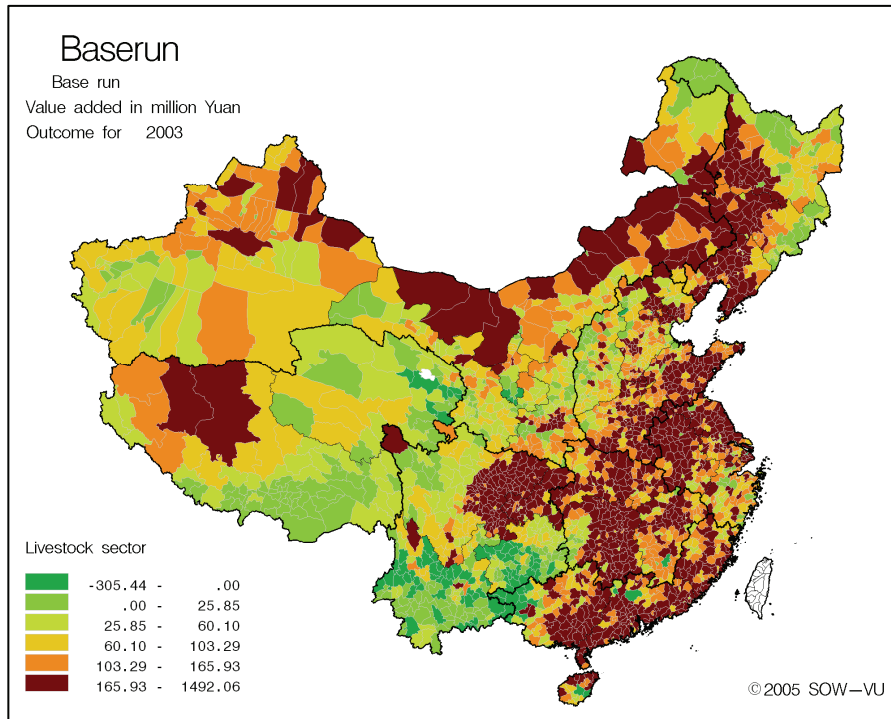 Baserun
Base run
Value added in million Yuan
Outcome for 2003
Livestock sector
-305.44 - .00
.00 - 25.85
25.85 - 60.10
60.10 - 103.29
103.29 - 165.93
165.93 - 1492.06
©2005 SOW-VU